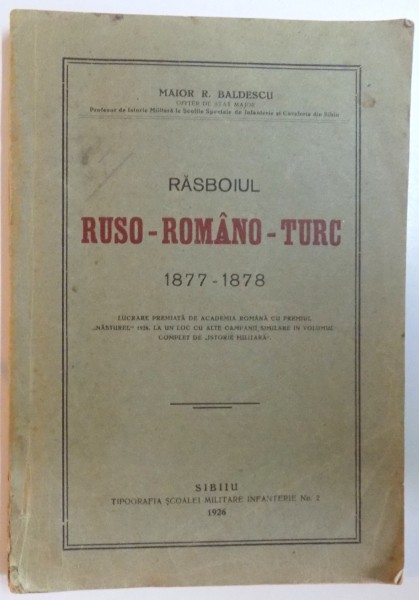 MAIOR R. BALDESCU
OFIȚER DE STAT MAJOR
Profesor de Istorie Militară la Școlile Speciale de Infanterie și Cavalerie din Sibiu
RĂSBOIUL
RUSO - ROMÂNO - TURC
1877 - 1878
LUCRARE PREMIATĂ DE ACADEMIA ROMÂNĂ CU PREMIUL
„NĂSTUREL” 1926, LA UN LOC CU ALTE CAMPANII SIMILARE IN VOLUMUL
COMPLET DE „ISTORIE MILITARĂ”.
SIBIIU
TIPOGRAFIA ȘCOALEI MILITARE INFANTERIE No. 1
1926